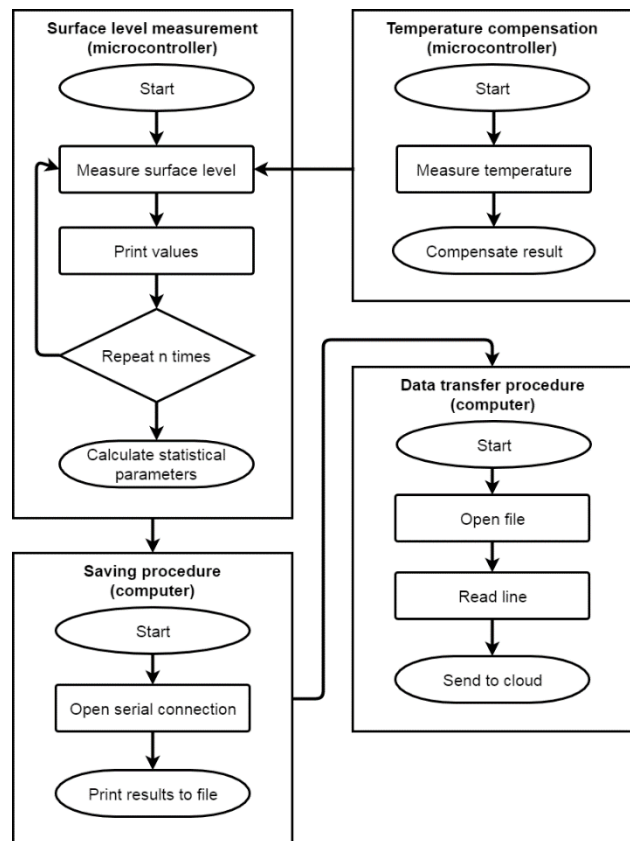 Surface level measurement
(microcontroller)
Start
Measure surface level
Print values
Repeat n times
Calculate statistical
parameters
Temperature compensation
(microcontroller)
Start
Measure temperature
Compensate result
Saving procedure
(computer)
Start
Open serial connection
Print results to file
Data transfer procedure
(computer)
Start
Open file
Read line
Send to cloud